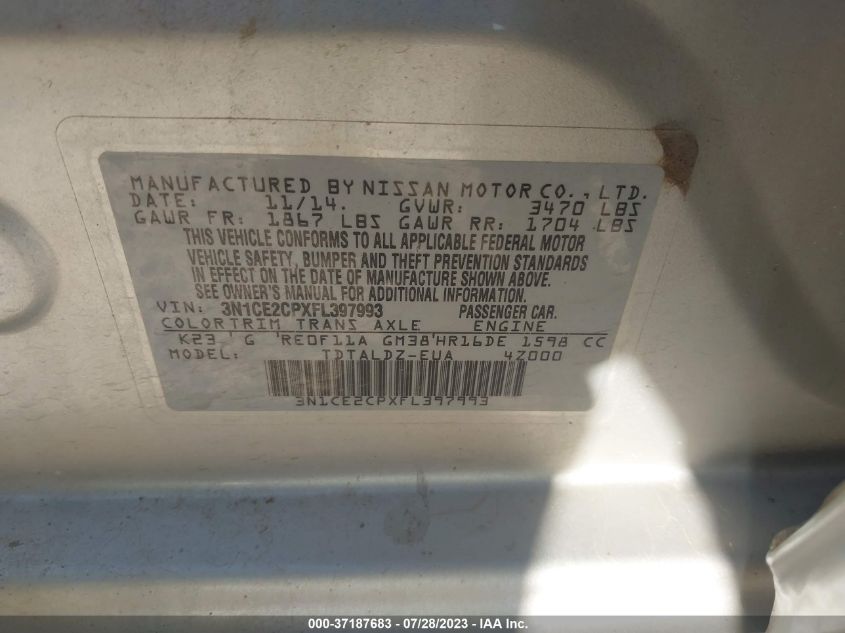 MANUFACTURED BY NISSAN MOTOR CO., LTD.
DATE: 11/14. GVWR: 3470 LBS
GAWR FR: 1867 LBS GAWR RR: 1704 LBS
THIS VEHICLE CONFORMS TO ALL APPLICABLE FEDERAL MOTOR
VEHICLE SAFETY, BUMPER AND THEFT PREVENTION STANDARDS
IN EFFECT ON THE DATE OF MANUFACTURE SHOWN ABOVE.
SEE OWNER'S MANUAL FOR ADDITIONAL INFORMATION.
VIN: 3N1CE2CPXFL397993 PASSENGER CAR.
COLOR TRIM TRANS AXLE ENGINE
K23 'G 'RE0F11A GM38'HR16DE 1598 CC
MODEL: TDTALDZ-EUA 4Z000
3N1CE2CPXFL397993
000-37187683 - 07/28/2023 - IAAI.COM